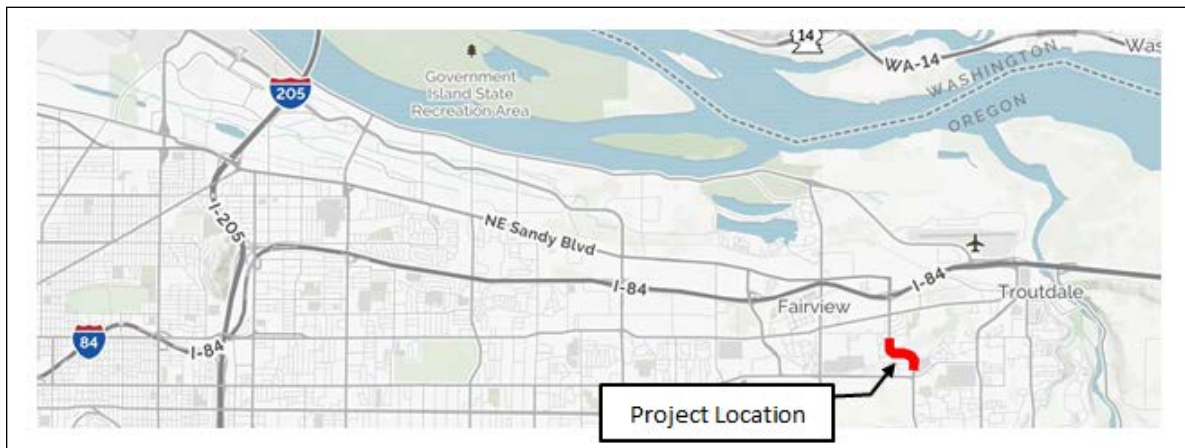 14
WA-14
Was
WASHINGTON
OREGON
205
Government
Island State
Recreation Area
NE Sandy Blvd
I-205
I-84
I-84
Fairview
Troutdale
I-84
84
Project Location